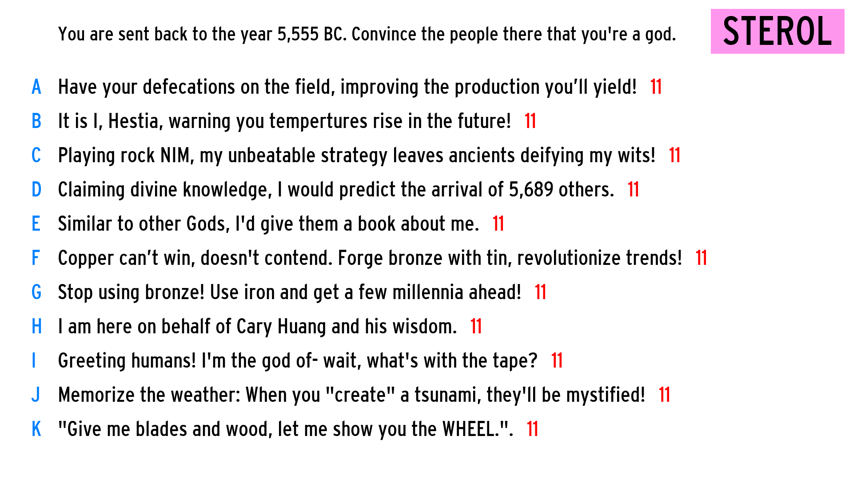 You are sent back to the year 5,555 BC. Convince the people there that you're a god.
STEROL
A Have your defecations on the field, improving the production you'll yield! 11
B It is I, Hestia, warning you tempertures rise in the future! 11
C Playing rock NIM, my unbeatable strategy leaves ancients deifying my wits! 11
D Claiming divine knowledge, I would predict the arrival of 5,689 others. 11
E Similar to other Gods, I'd give them a book about me. 11
F Copper can't win, doesn't contend. Forge bronze with tin, revolutionize trends! 11
G Stop using bronze! Use iron and get a few millennia ahead! 11
H I am here on behalf of Cary Huang and his wisdom. 11
I Greeting humans! I'm the god of- wait, what's with the tape? 11
J Memorize the weather: When you "create" a tsunami, they'll be mystified! 11
K "Give me blades and wood, let me show you the WHEEL.". 11